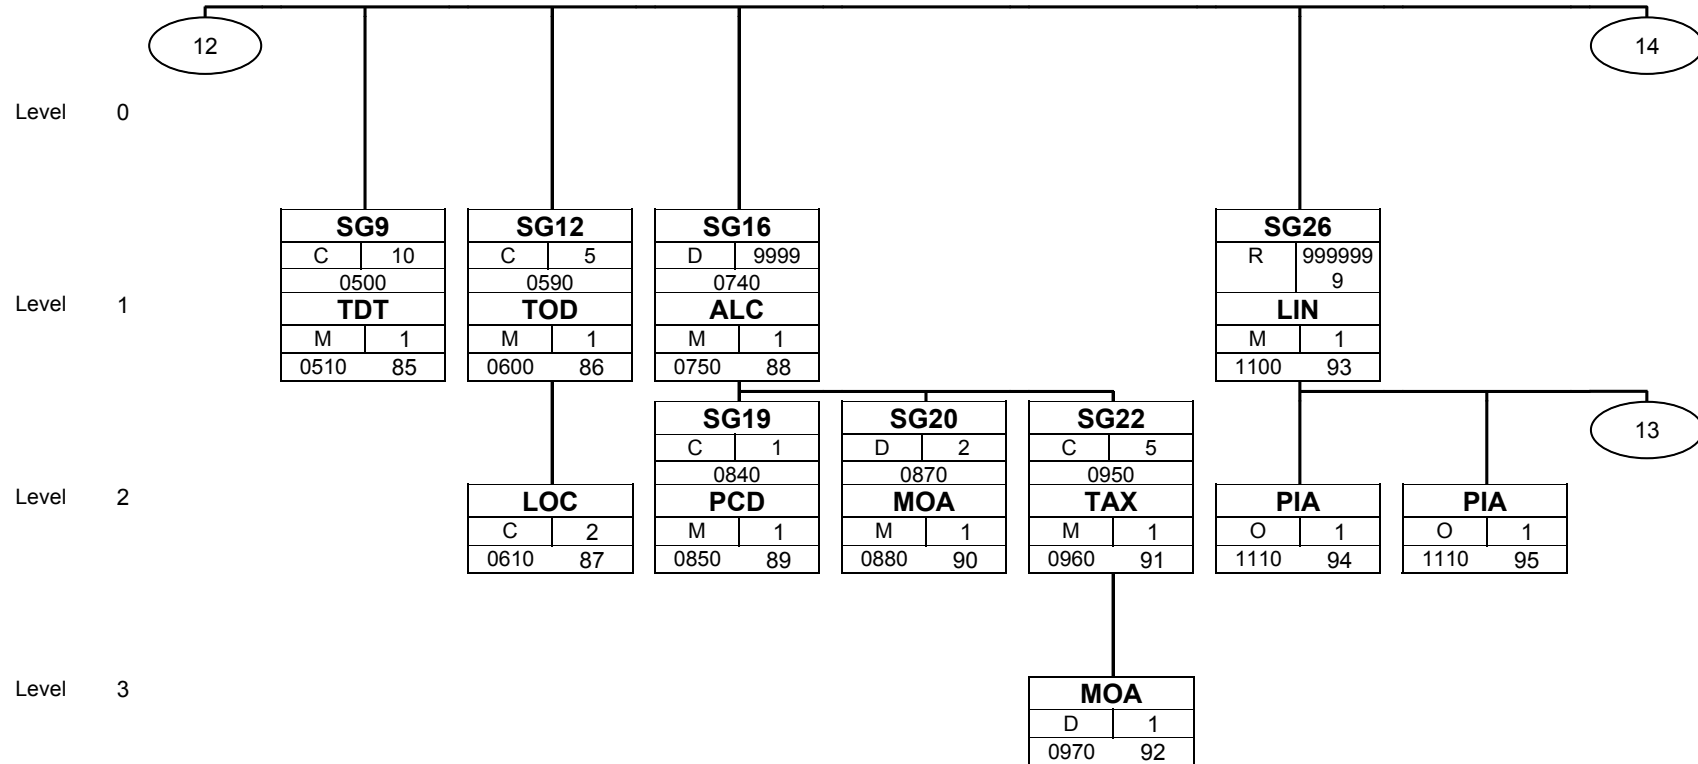 12 14
Level 0
SG9 SG12 SG16 SG26
C 10 C 5 D 9999 R 999999
9
0500 0590 0740
Level 1
TDT TOD ALC LIN
M 1 M 1 M 1 M 1
0510 85 0600 86 0750 88 1100 93
SG19 SG20 SG22 13
C 1 D 2 C 5
0840 0870 0950
Level 2
LOC PCD MOA TAX PIA PIA
C 2 M 1 M 1 M 1 O 1 O 1
0610 87 0850 89 0880 90 0960 91 1110 94 1110 95
Level 3
MOA
D 1
0970 92